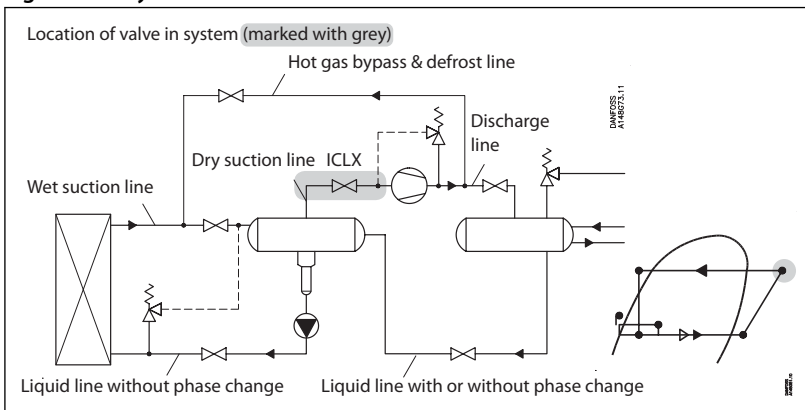 Location of valve in system (marked with grey)
Hot gas bypass & defrost line
DANFOSS
A148G73.11
Discharge
line
Dry suction line ICLX
Wet suction line
Liquid line without phase change
Liquid line with or without phase change